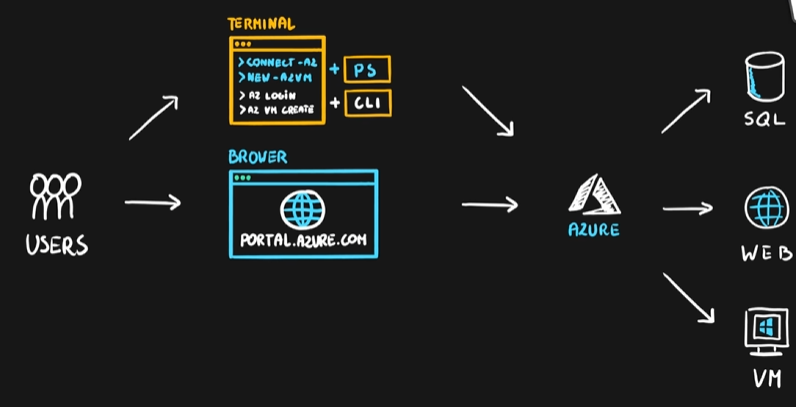 TERMINAL
>CONNECT-AZ
>NEW-AZVM
+ PS
> AZ LOGIN
>AZ VM CREATE
+ CLI
BROVER
PORTAL.AZURE.COM
USERS
AZURE
SQL
WEB
VM